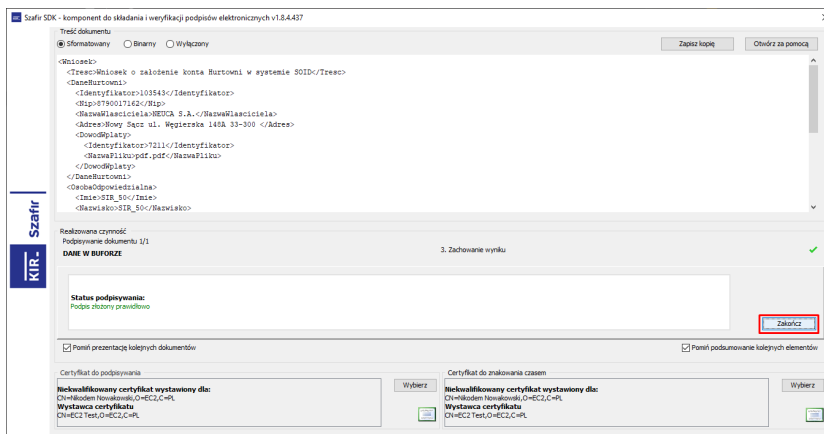 Szafir SDK - komponent do składania i weryfikacji podpisów elektronicznych v1.8.4.437
Treść dokumentu
Sformatowany Binarny Wyłączony Zapisz kopię Otwórz za pomocą
<Wniosek>
<Tresc>Wniosek o założenie konta Hurtowni w systemie SOID</Tresc>
<DaneHurtowni>
<Identyfikator>103543</Identyfikator>
<Nip>8790017162</Nip>
<NazwaWlasciciela>NEUCA S.A.</NazwaWlasciciela>
<Adres>Nowy Sącz ul. Węgierska 148A 33-300 </Adres>
<DowodWplaty>
<Identyfikator>7211</Identyfikator>
<NazwaPliku>pdf.pdf</NazwaPliku>
</DowodWplaty>
</DaneHurtowni>
<OsobaOdpowiedzialna>
<Imie>SIR_50</Imie>
<Nazwisko>SIR_50</Nazwisko>
KIR Szafir
Realizowana czynność
Podpisywanie dokumentu 1/1
DANE W BUFORZE 3. Zachowanie wyniku
Status podpisywania:
Podpis złożony prawidłowo
Zakończ
Pomiń prezentację kolejnych dokumentów Pomiń podsumowanie kolejnych elementów
Certyfikat do podpisywania Certyfikat do znakowania czasem
Niekwalifikowany certyfikat wystawiony dla: Wybierz Niekwalifikowany certyfikat wystawiony dla: Wybierz
CN=Nikodem Nowakowski,O=EC2,C=PL CN=Nikodem Nowakowski,O=EC2,C=PL
Wystawca certyfikatu Wystawca certyfikatu
CN=EC2 Test,O=EC2,C=PL CN=EC2 Test,O=EC2,C=PL